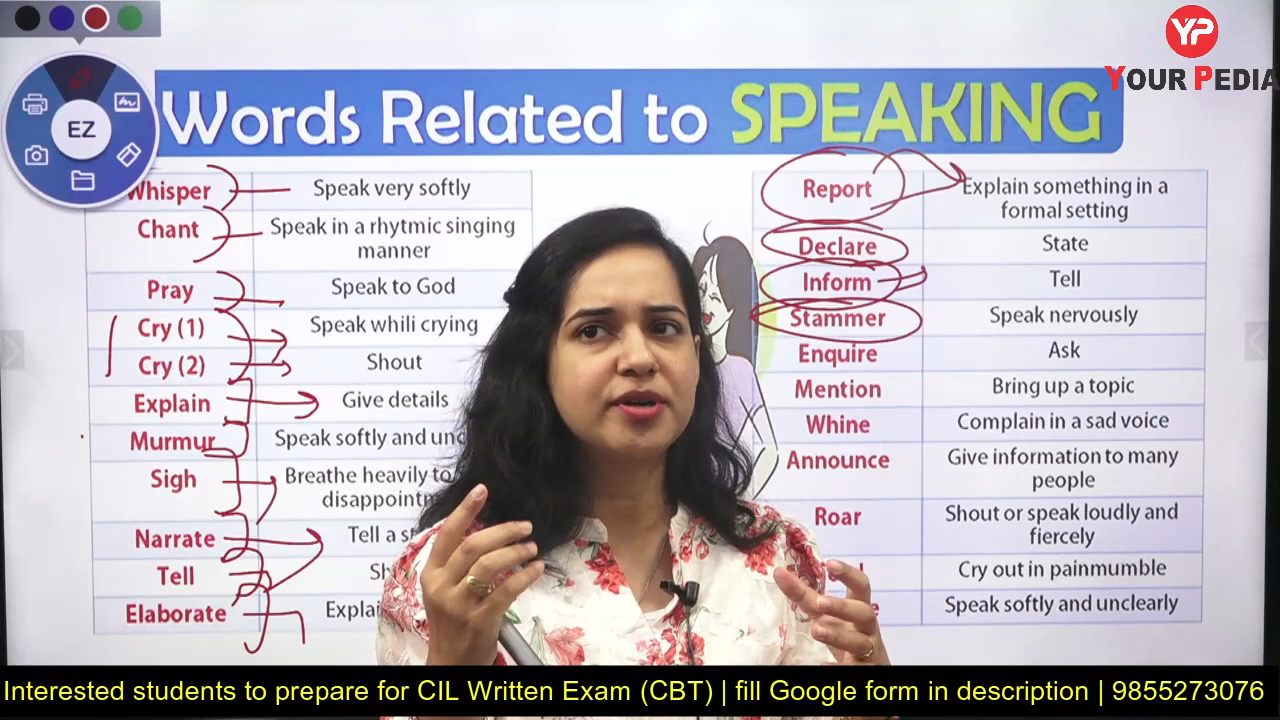 YP
YOUR PEDIA
EZ
Words Related to SPEAKING
Whisper
Speak very softly
Chant
Speak in a rhytmic singing
manner
Pray
Speak to God
Cry (1)
Speak whili crying
Cry (2)
Shout
Explain
Give details
Murmur
Speak softly and
Sigh
Breathe heavily to
Narrate
Tell a
Tell
Elaborate
Report
Explain something in a
formal setting
Declare
State
Inform
Tell
Stammer
Speak nervously
Enquire
Ask
Mention
Bring up a topic
Whine
Complain in a sad voice
Announce
Give information to many
people
Roar
Shout or speak loudly and
fiercely
Cry out in painmumble
Speak softly and unclearly
Interested students to prepare for CIL Written Exam (CBT) | fill Google form in description | 9855273076